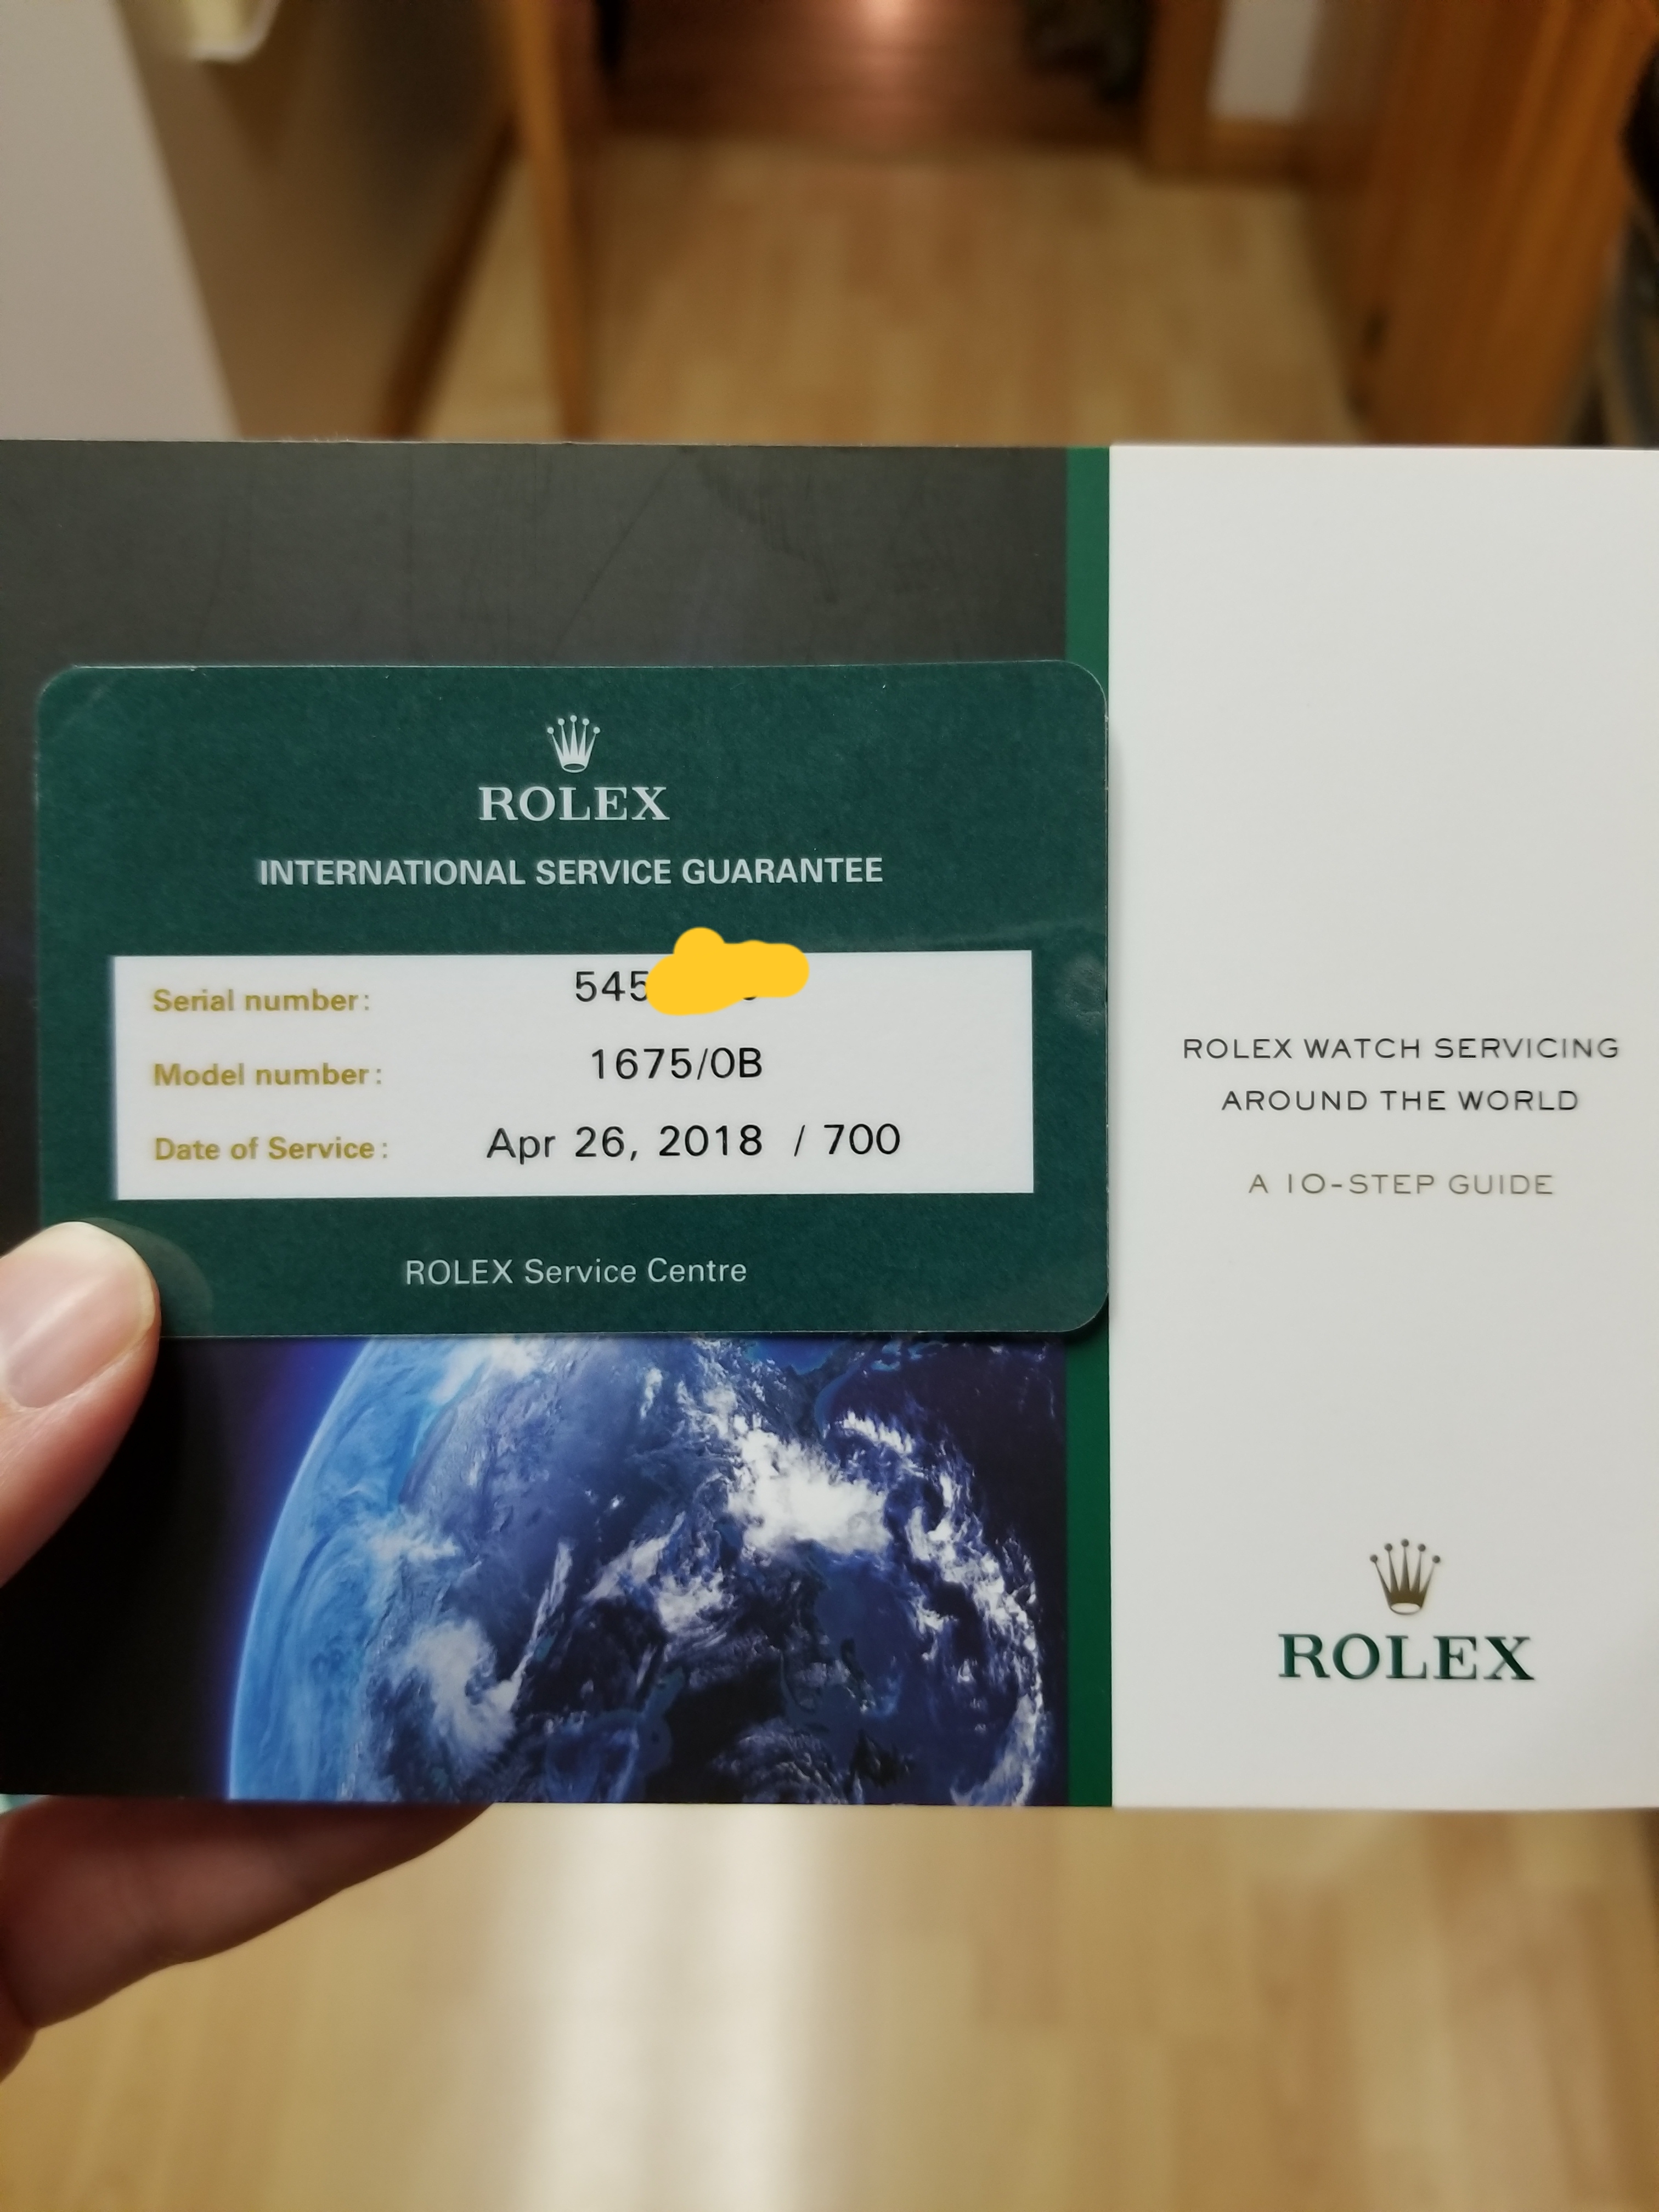 ROLEX
INTERNATIONAL SERVICE GUARANTEE
Serial number: 545
Model number: 1675/0B
Date of Service: Apr 26, 2018 / 700
ROLEX Service Centre
ROLEX WATCH SERVICING
AROUND THE WORLD
A 10-STEP GUIDE
ROLEX